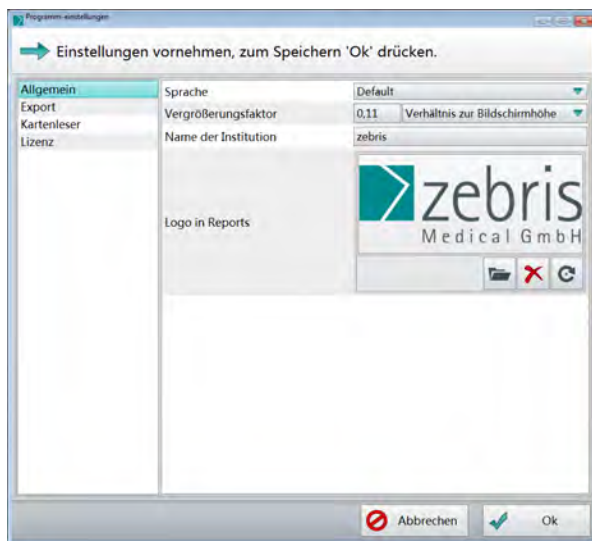 Programm-einstellungen
Einstellungen vornehmen, zum Speichern 'Ok' drücken.
Allgemein
Export
Kartenleser
Lizenz
Sprache
Default
Vergrößerungsfaktor
0,11
Verhältnis zur Bildschirmhöhe
Name der Institution
zebris
Logo in Reports
zebris
Medical GmbH
Abbrechen
Ok